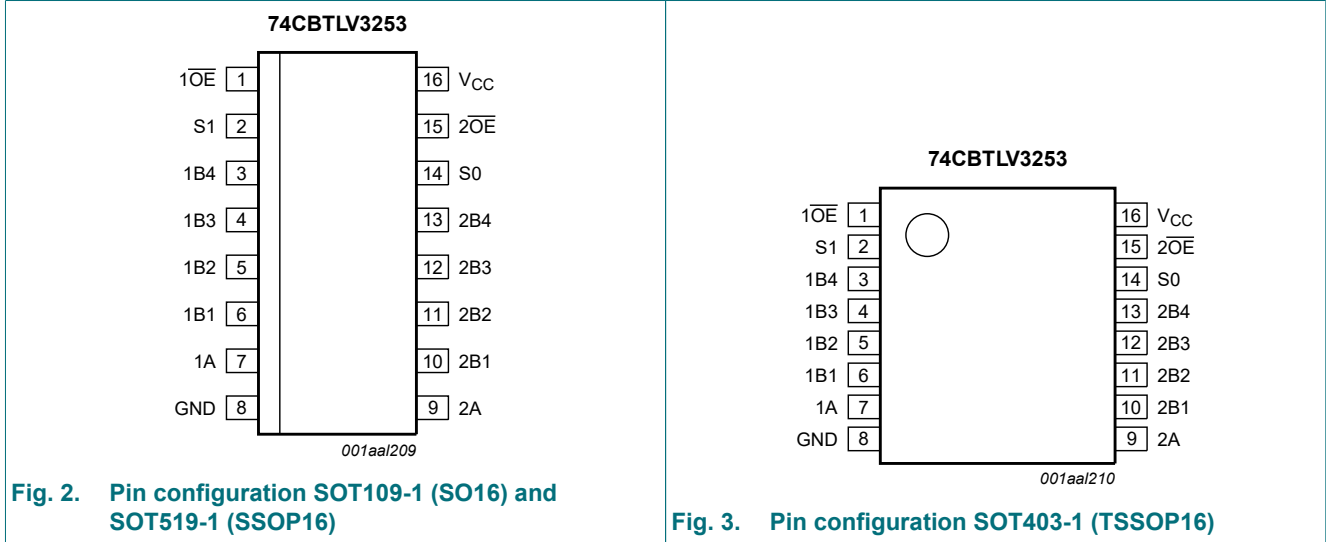 74CBTLV3253
1OE 1
S1 2
1B4 3
1B3 4
1B2 5
1B1 6
1A 7
GND 8
16 VCC
15 2OE
14 S0
13 2B4
12 2B3
11 2B2
10 2B1
9 2A
001aal209
Fig. 2. Pin configuration SOT109-1 (SO16) and
SOT519-1 (SSOP16)
74CBTLV3253
1OE 1
S1 2
1B4 3
1B3 4
1B2 5
1B1 6
1A 7
GND 8
16 VCC
15 2OE
14 S0
13 2B4
12 2B3
11 2B2
10 2B1
9 2A
001aal210
Fig. 3. Pin configuration SOT403-1 (TSSOP16)